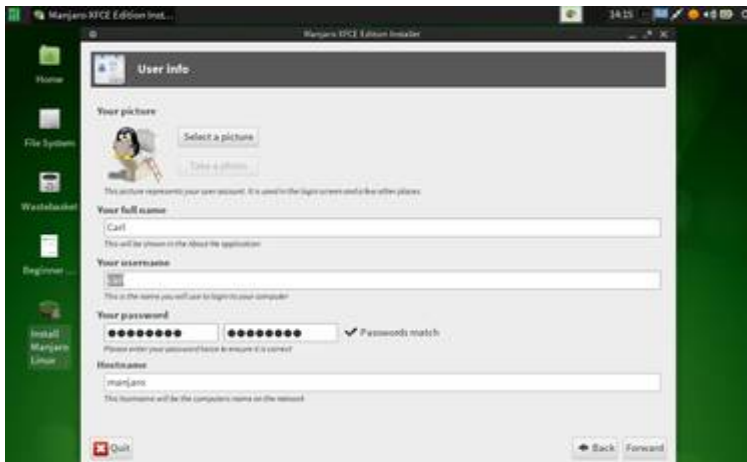 Manjaro XFCE Edition Inst...
14:15
Manjaro XFCE Edition Installer
User info
Home
File System
Wastebasket
Beginner ...
Install
Manjaro
Linux
Your picture
Select a picture
Take a photo
This picture represents your user account. It is used in the login screen and a few other places.
Your full name
Carl
This will be shown in the About Me application
Your username
carl
This is the name you will use to login to your computer
Your password
Passwords match
Please enter your password twice to ensure it is correct
Hostname
manjaro
This hostname will be the computers name on the network
Quit
Back
Forward